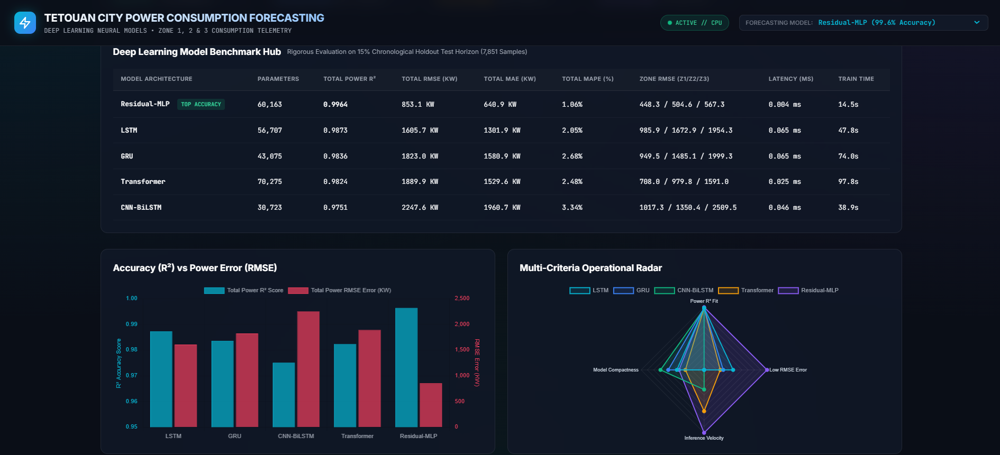 TETOUAN CITY POWER CONSUMPTION FORECASTING
DEEP LEARNING NEURAL MODELS • ZONE 1, 2 & 3 CONSUMPTION TELEMETRY
ACTIVE // CPU
FORECASTING MODEL: Residual-MLP (99.6% Accuracy)
Deep Learning Model Benchmark Hub Rigorous Evaluation on 15% Chronological Holdout Test Horizon (7,851 Samples)
MODEL ARCHITECTURE PARAMETERS TOTAL POWER R² TOTAL RMSE (KW) TOTAL MAE (KW) TOTAL MAPE (%) ZONE RMSE (Z1/Z2/Z3) LATENCY (MS) TRAIN TIME
Residual-MLP TOP ACCURACY 60,163 0.9964 853.1 KW 640.9 KW 1.06% 448.3 / 504.6 / 567.3 0.004 ms 14.5s
LSTM 56,707 0.9873 1605.7 KW 1301.9 KW 2.05% 985.9 / 1672.9 / 1954.3 0.065 ms 47.8s
GRU 43,075 0.9836 1823.0 KW 1580.9 KW 2.68% 949.5 / 1485.1 / 1999.3 0.065 ms 74.0s
Transformer 70,275 0.9824 1889.9 KW 1529.6 KW 2.48% 708.0 / 979.8 / 1591.0 0.025 ms 97.8s
CNN-BiLSTM 30,723 0.9751 2247.6 KW 1960.7 KW 3.34% 1017.3 / 1350.4 / 2509.5 0.046 ms 38.9s
Accuracy (R²) vs Power Error (RMSE)
Total Power R² Score Total Power RMSE Error (KW)
1.00
0.99
0.98
0.97
0.96
0.95
R² Accuracy Score
2,500
2,000
1,500
1,000
500
0
RMSE Error (KW)
LSTM GRU CNN-BiLSTM Transformer Residual-MLP
Multi-Criteria Operational Radar
LSTM GRU CNN-BiLSTM Transformer Residual-MLP
Power R² Fit
Model Compactness
Low RMSE Error
Inference Velocity